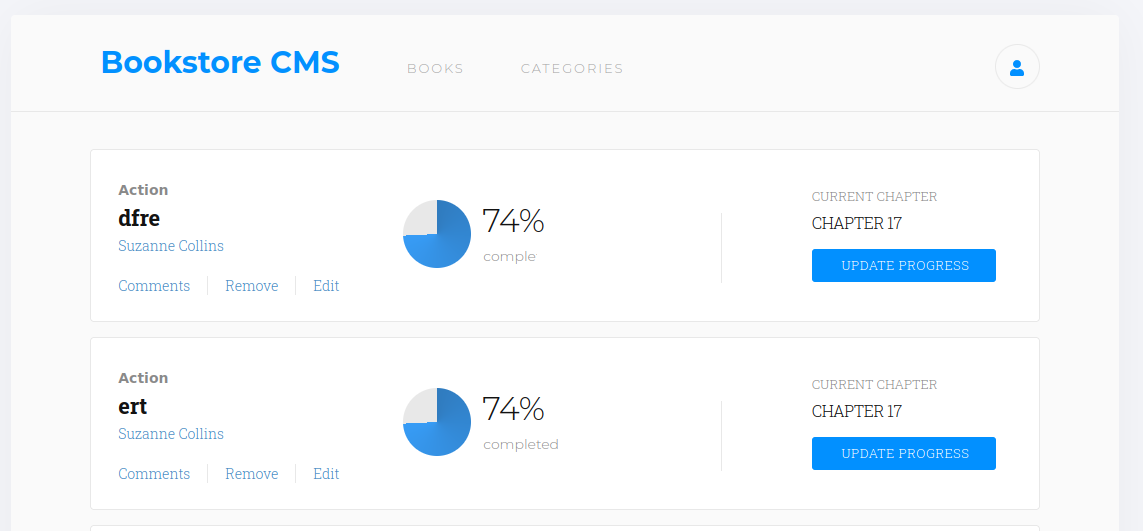 Bookstore CMS
BOOKS
CATEGORIES
Action
dfre
Suzanne Collins
Comments
Remove
Edit
74%
comple
CURRENT CHAPTER
CHAPTER 17
UPDATE PROGRESS
Action
ert
Suzanne Collins
Comments
Remove
Edit
74%
completed
CURRENT CHAPTER
CHAPTER 17
UPDATE PROGRESS